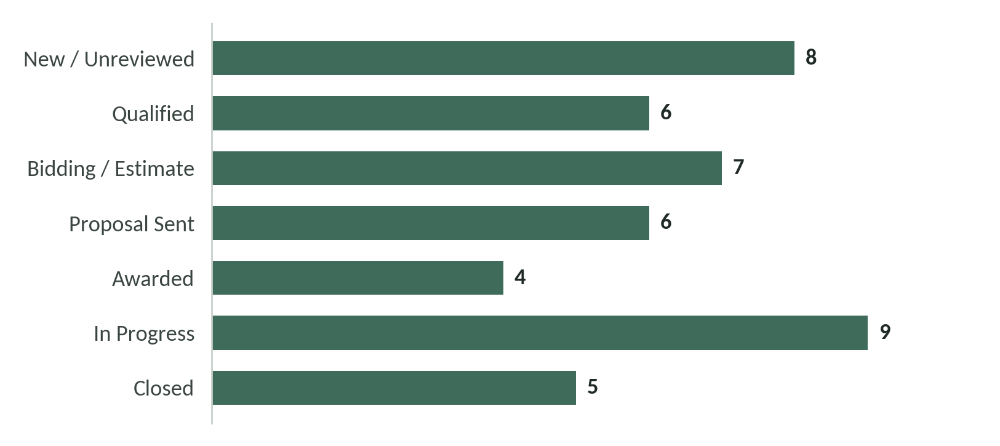 New / Unreviewed 8
Qualified 6
Bidding / Estimate 7
Proposal Sent 6
Awarded 4
In Progress 9
Closed 5